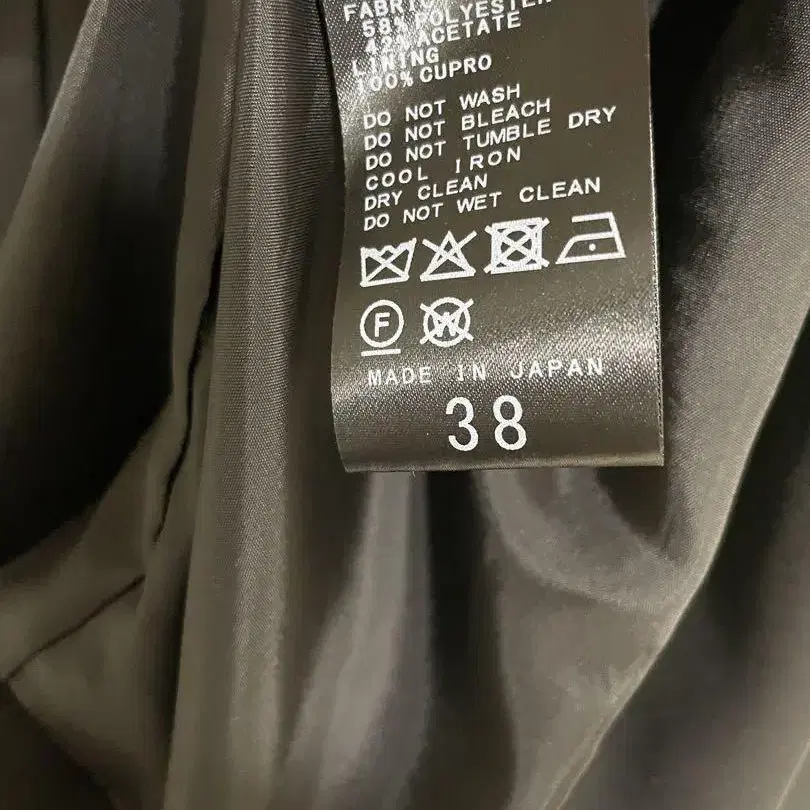 FABRIC
58% POLYESTER
42% ACETATE
LINING
100% CUPRO
DO NOT WASH
DO NOT BLEACH
DO NOT TUMBLE DRY
COOL IRON
DRY CLEAN
DO NOT WET CLEAN
F W
MADE IN JAPAN
38